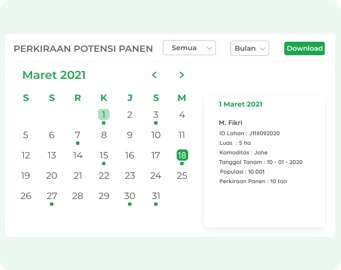 PERKIRAAN POTENSI PANEN
Semua
Bulan
Download
Maret 2021
< >
S S R K J S M
1 2 3 4
5 6 7 8 9 10 11
12 13 14 15 16 17 18
19 20 21 22 23 24 25
26 27 28 29 30 31
1 Maret 2021
M. Fikri
ID Lahan : J118092020
Luas : 5 ha
Komoditas : Jahe
Tanggal Tanam : 10 - 01 - 2020
Populasi : 10.001
Perkiraan Panen : 10 ton